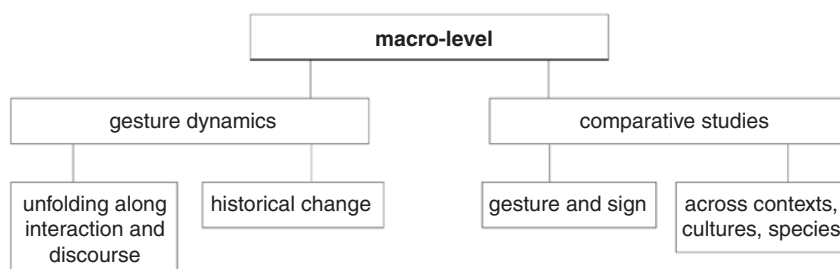 macro-level
gesture dynamics
comparative studies
unfolding along
interaction and
discourse
historical change
gesture and sign
across contexts,
cultures, species